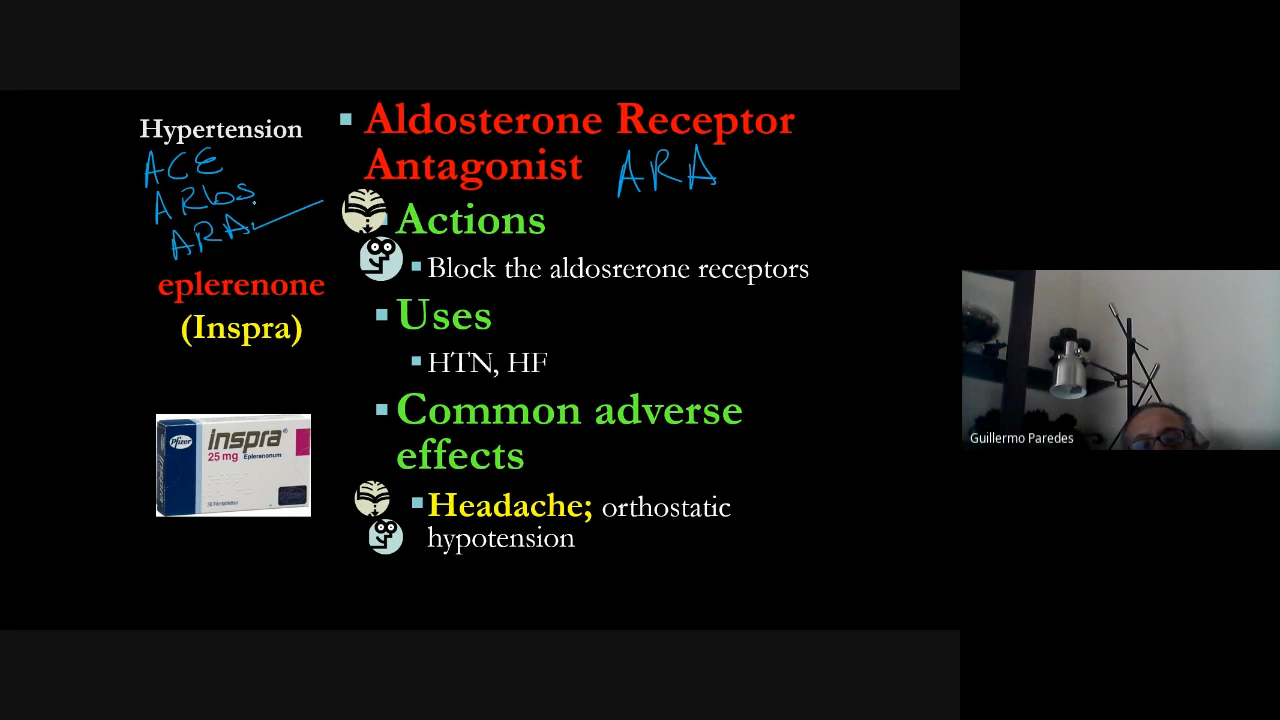 Hypertension
ACE
ARbs.
ARA
eplerenone
(Inspra)
Pfizer
Inspra®
25 mg Eplerenonum
▪ Aldosterone Receptor
Antagonist ARA
Actions
▪ Block the aldosrerone receptors
▪ Uses
▪ HTN, HF
▪ Common adverse
effects
▪ Headache; orthostatic
hypotension
Guillermo Paredes